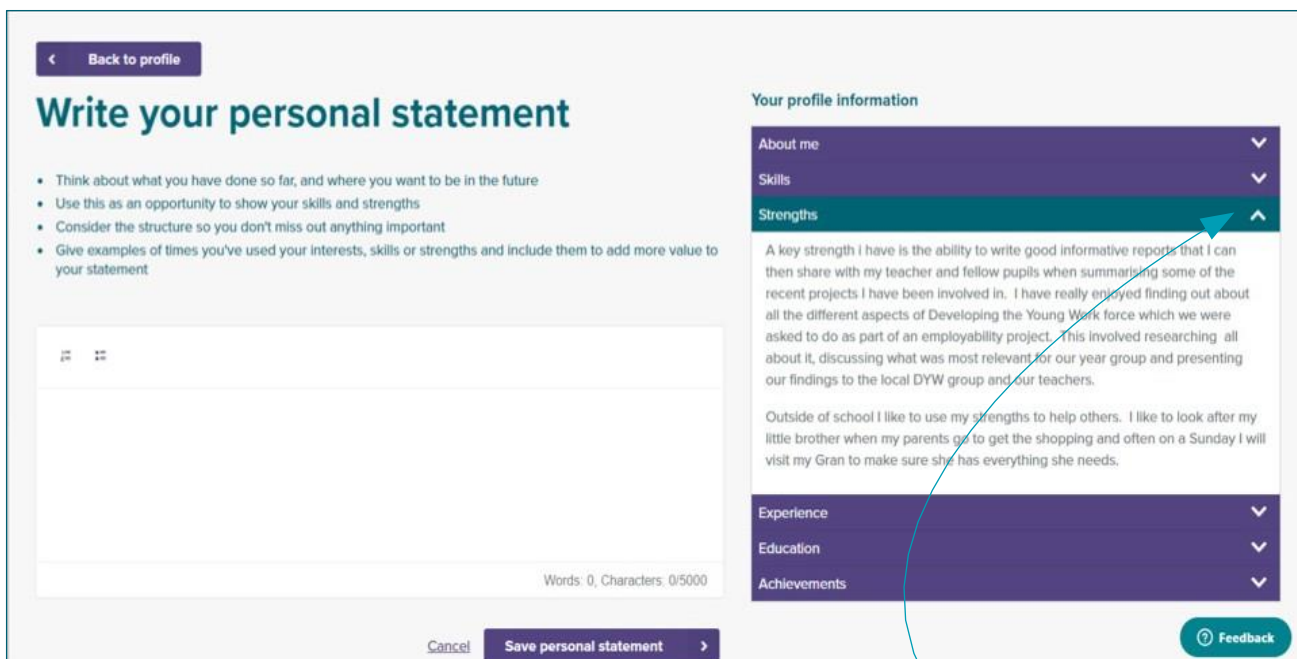 Back to profile
Write your personal statement
Think about what you have done so far, and where you want to be in the future
Use this as an opportunity to show your skills and strengths
Consider the structure so you don't miss out anything important
Give examples of times you've used your interests, skills or strengths and include them to add more value to
your statement
Words: 0, Characters: 0/5000
Cancel
Save personal statement
Your profile information
About me
Skills
Strengths
A key strength i have is the ability to write good informative reports that I can
then share with my teacher and fellow pupils when summarising some of the
recent projects I have been involved in. I have really enjoyed finding out about
all the different aspects of Developing the Young Work force which we were
asked to do as part of an employability project. This involved researching all
about it, discussing what was most relevant for our year group and presenting
our findings to the local DYW group and our teachers.
Outside of school I like to use my strengths to help others. I like to look after my
little brother when my parents go to get the shopping and often on a Sunday I will
visit my Gran to make sure she has everything she needs.
Experience
Education
Achievements
Feedback